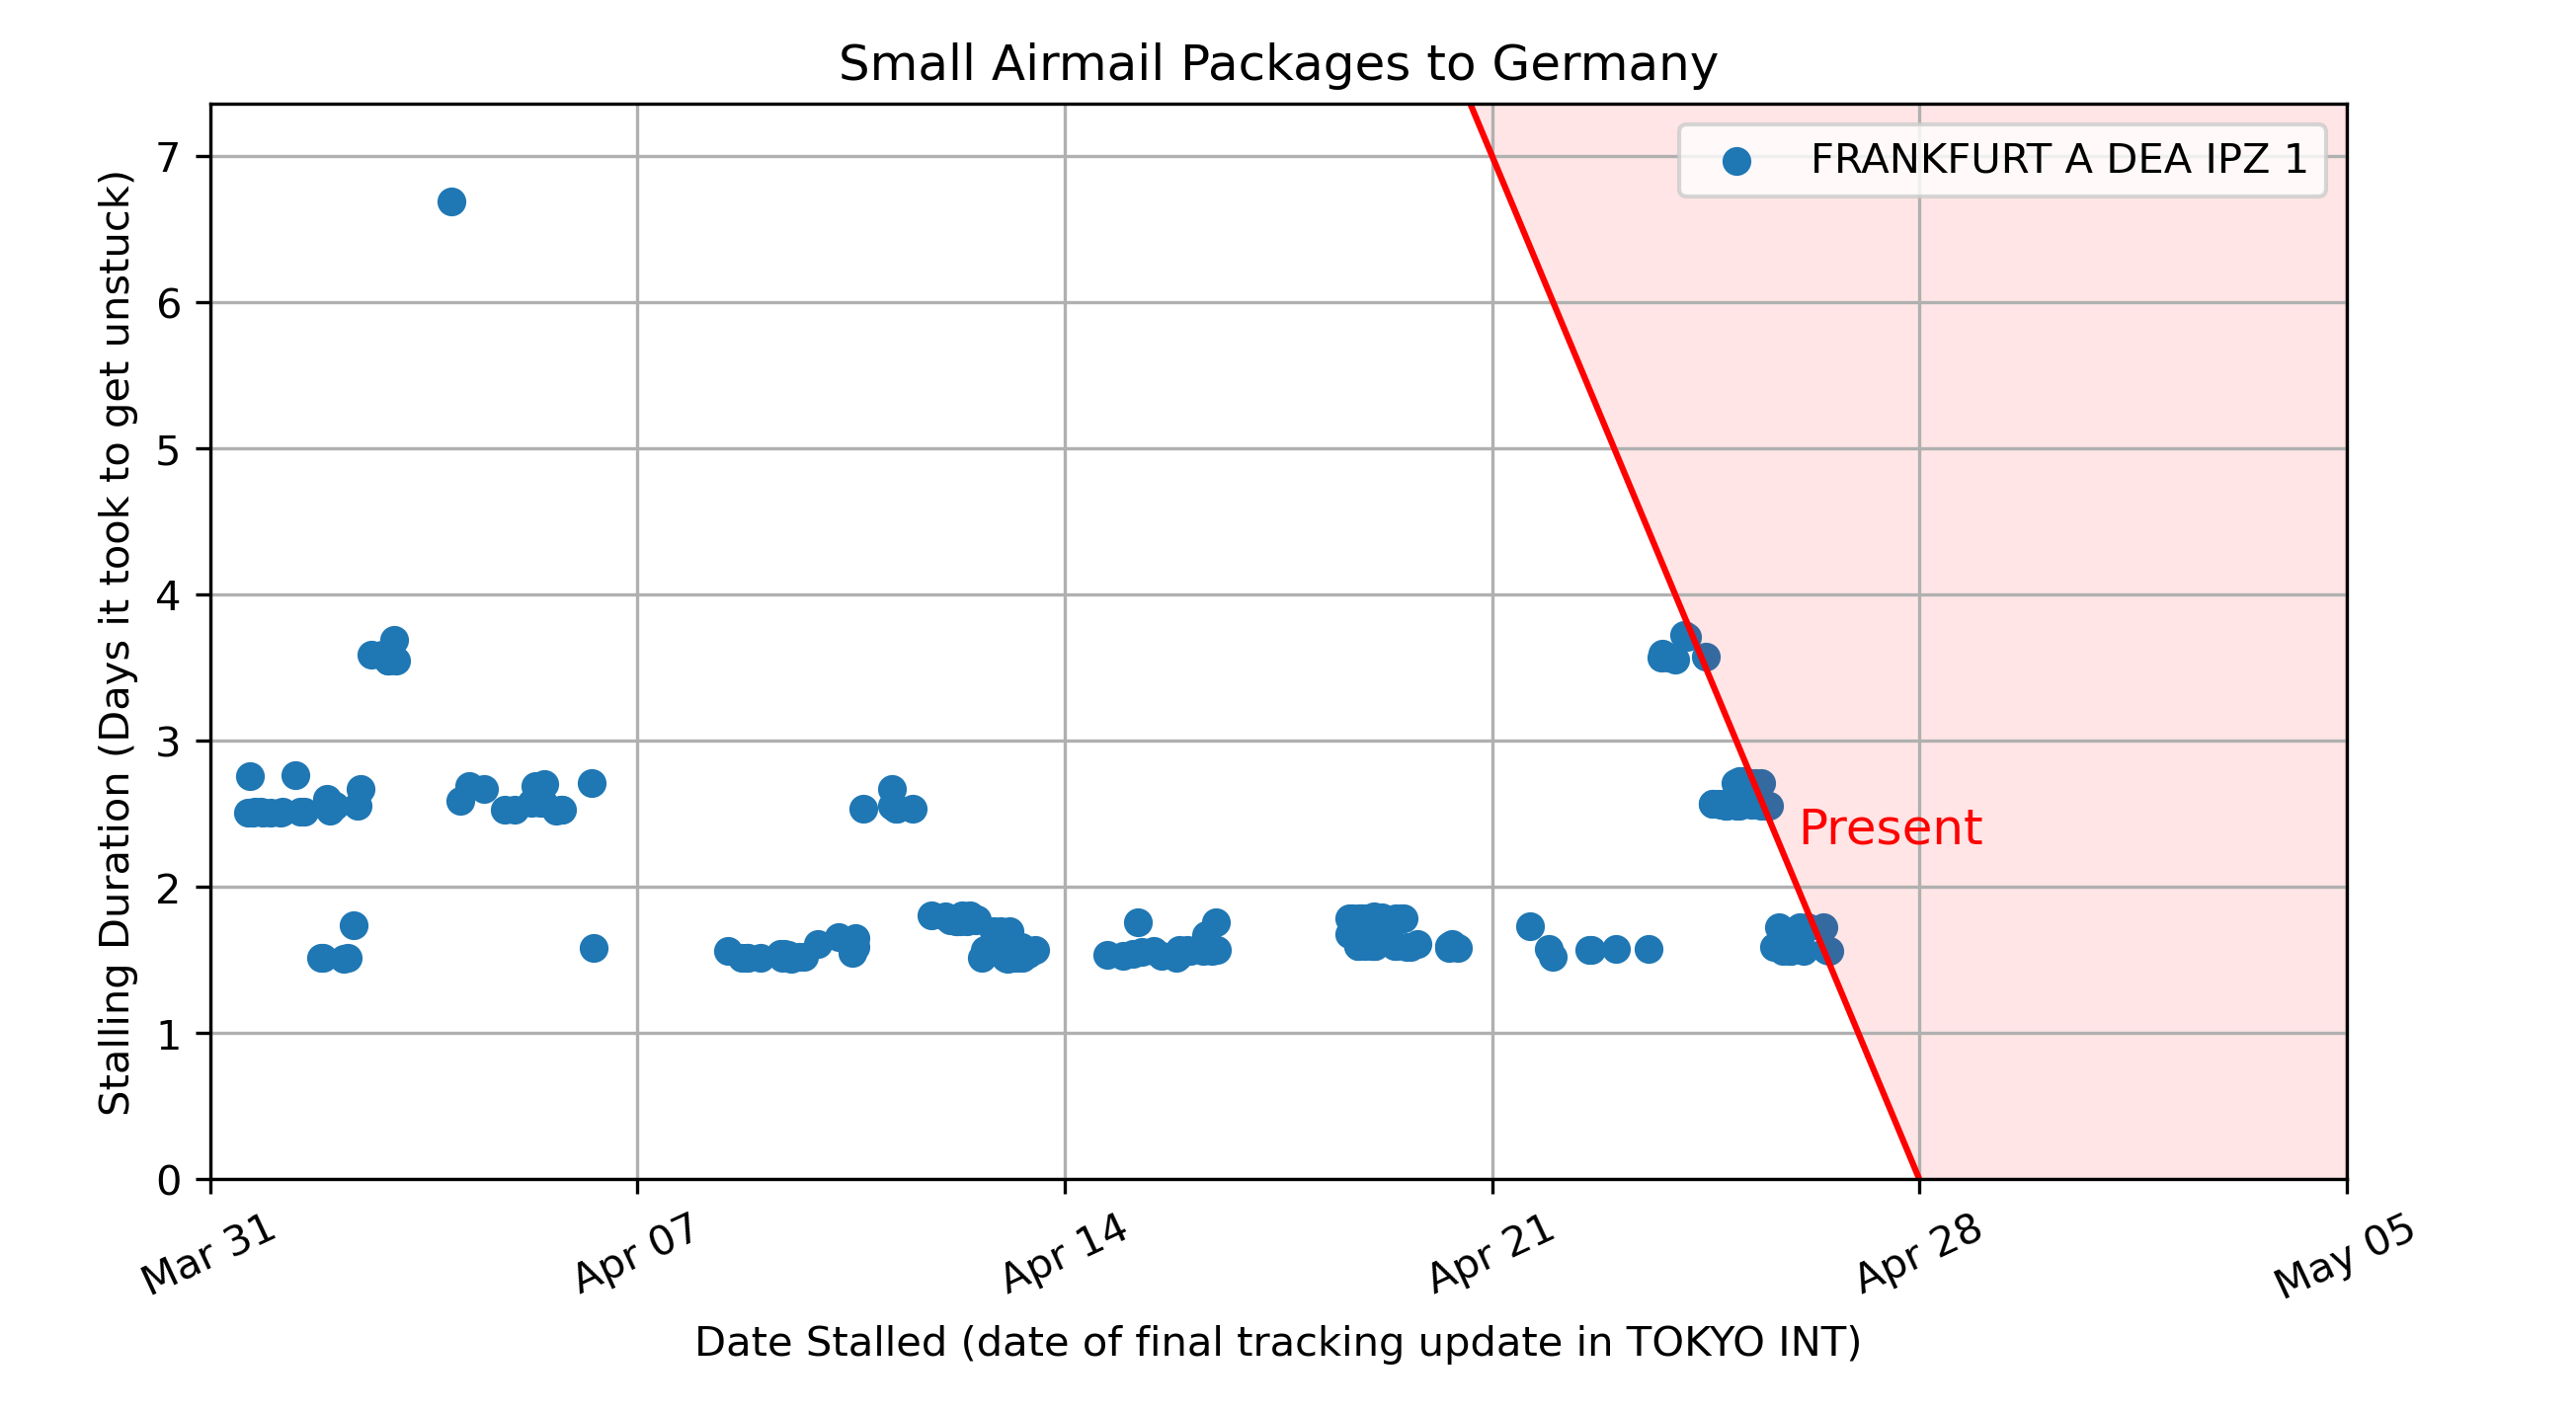 Small Airmail Packages to Germany
FRANKFURT A DEA IPZ 1
Stalling Duration (Days it took to get unstuck)
7
6
5
4
3
2
1
0
Present
Mar 31
Apr 07
Apr 14
Apr 21
Apr 28
May 05
Date Stalled (date of final tracking update in TOKYO INT)